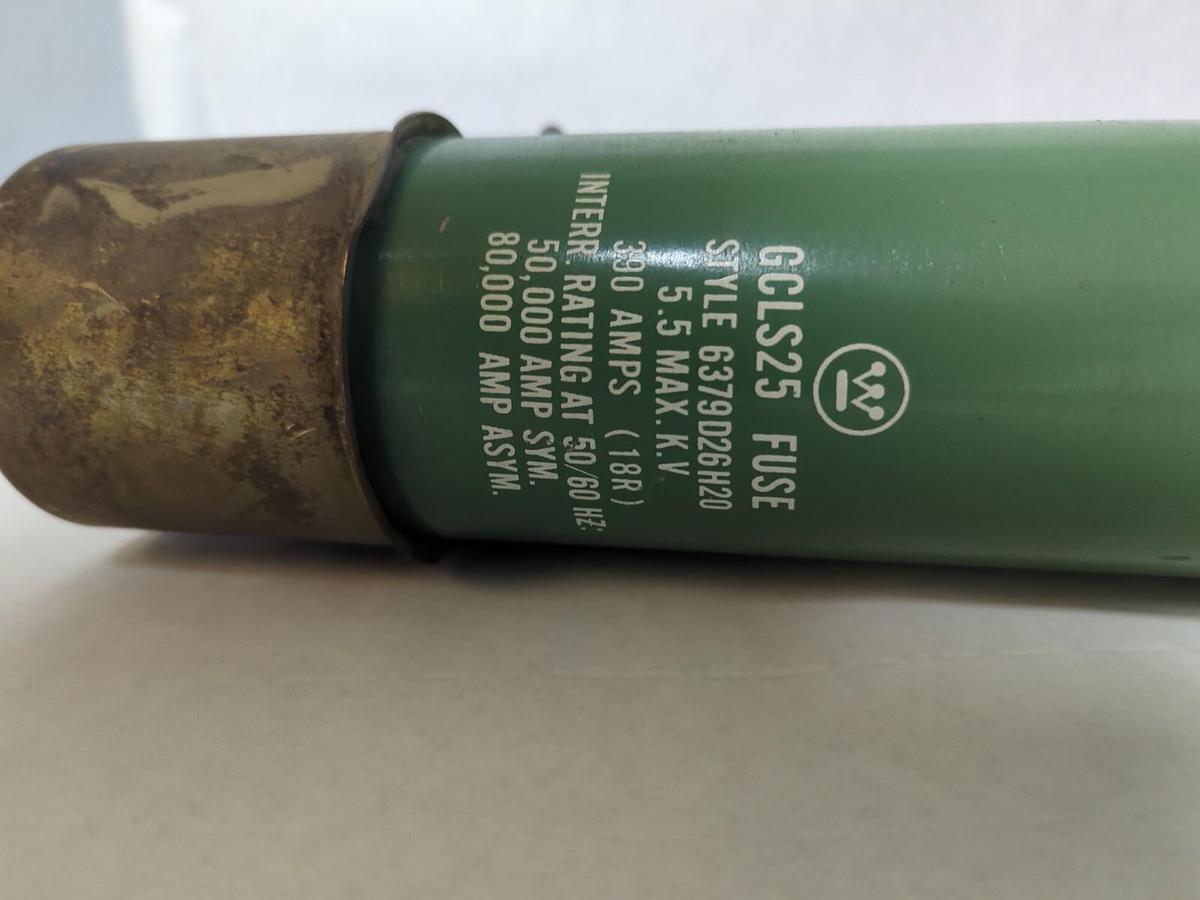 GCLS25 FUSE
STYLE 6379D26H20
5.5 MAX.K.V
390 AMPS (18R)
INTERR. RATING AT 50/60 HZ:
50,000 AMP SYM.
80,000 AMP ASYM.